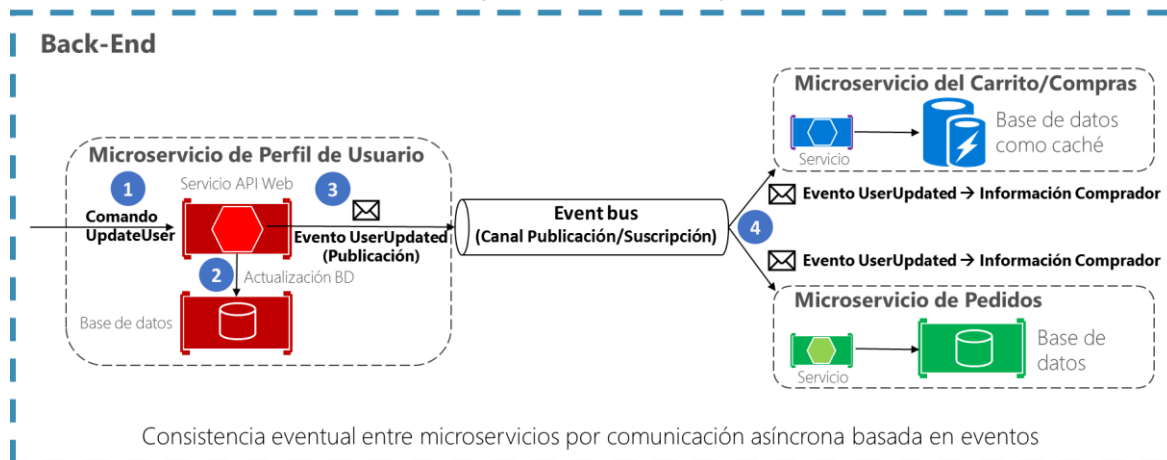 Back-End
Microservicio de Perfil de Usuario
Servicio API Web
1
3
Comando
UpdateUser
Evento UserUpdated
(Publicación)
2
Actualización BD
Base de datos
Event bus
(Canal Publicación/Suscripción)
4
Microservicio del Carrito/Compras
Servicio
Base de datos
como caché
Evento UserUpdated → Información Comprador
Evento UserUpdated → Información Comprador
Microservicio de Pedidos
Servicio
Base de
datos
Consistencia eventual entre microservicios por comunicación asíncrona basada en eventos